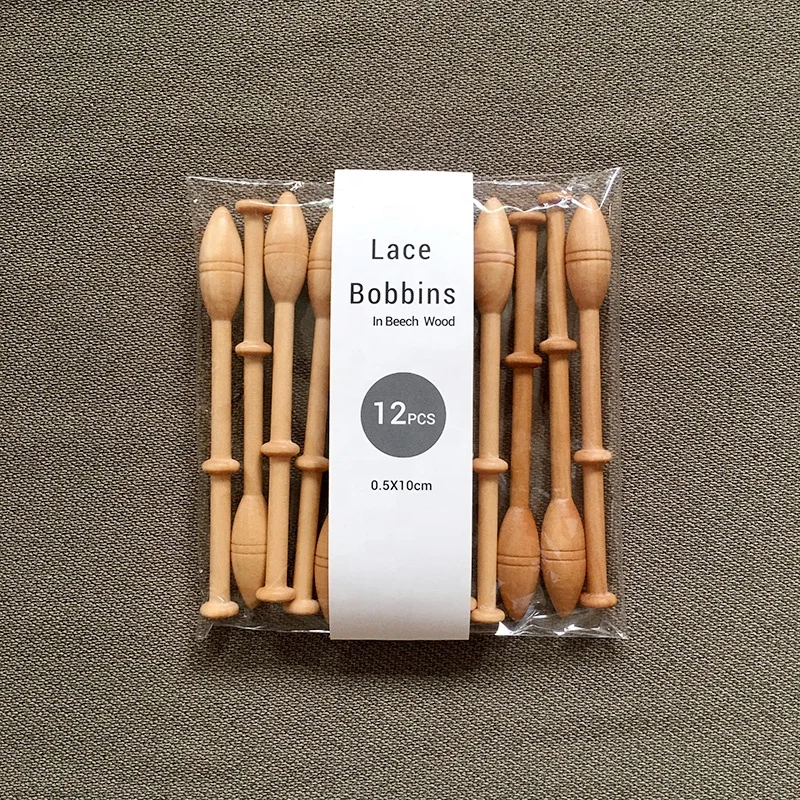 Lace
Bobbins
In Beech Wood
12PCS
0.5X10cm